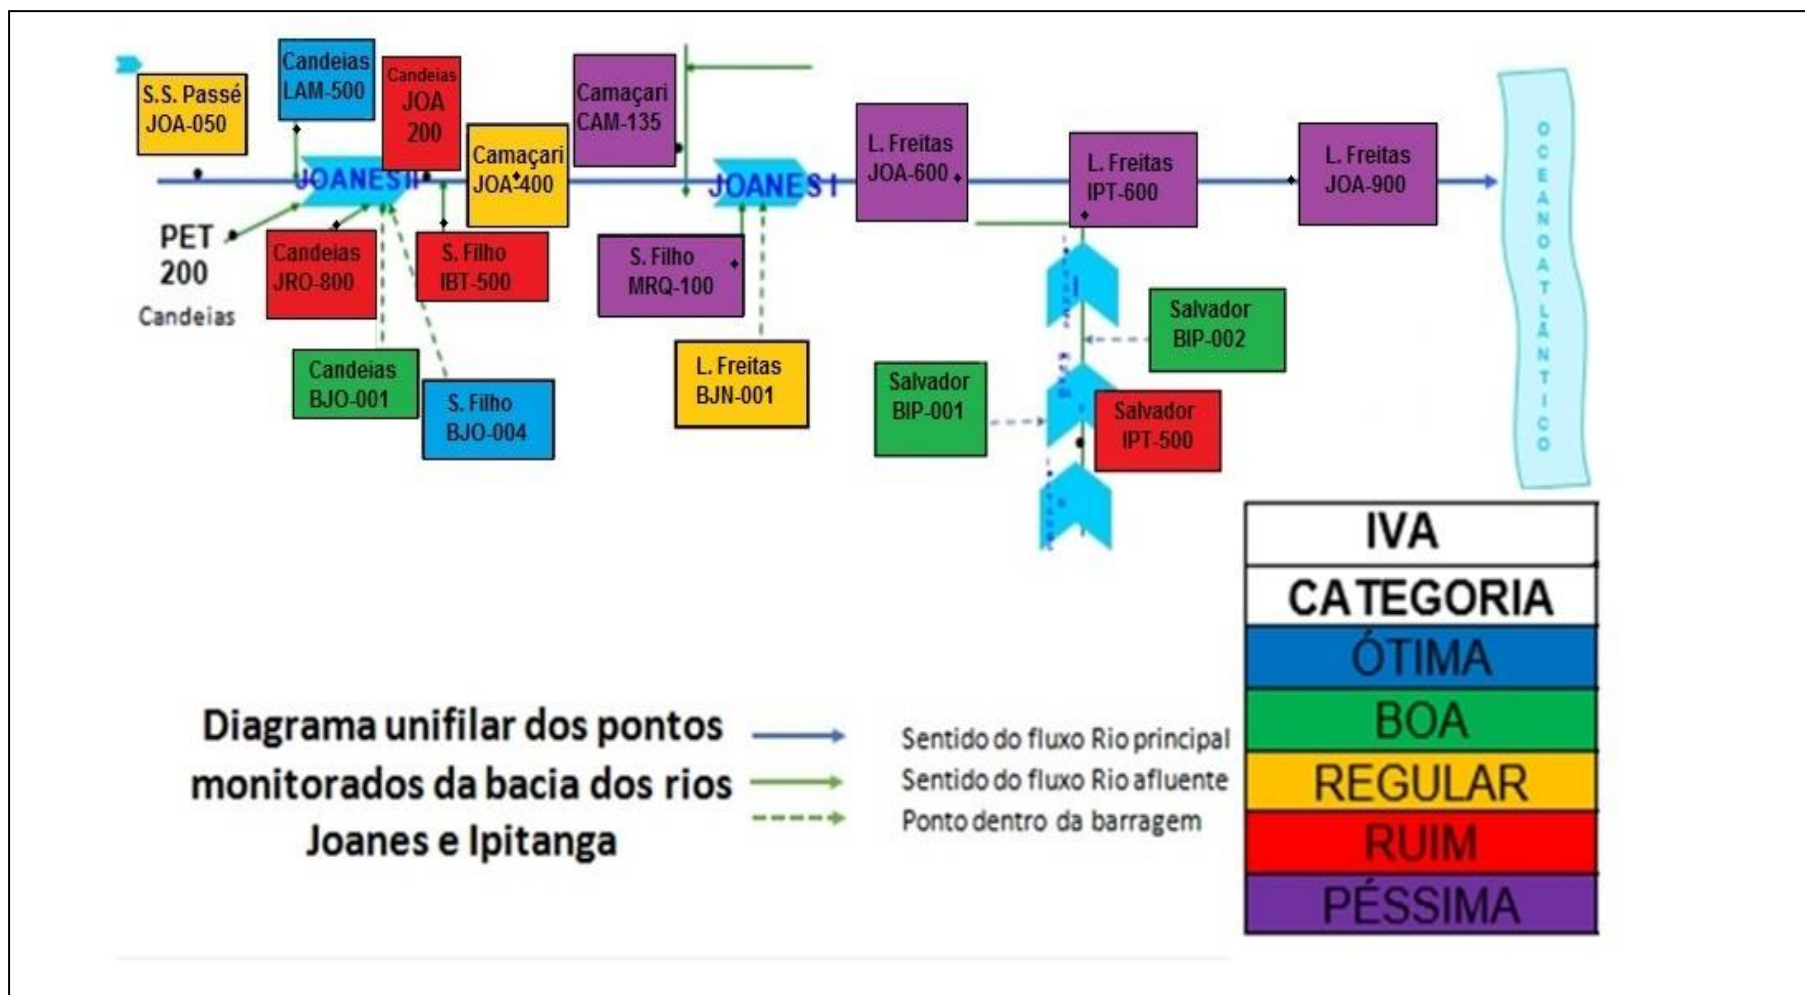 S.S. Passé
JOA-050
Candeias
LAM-500
Candeias
JOA
200
Camaçari
JOA-400
Camaçari
CAM-135
L. Freitas
JOA-600
L. Freitas
IPT-600
L. Freitas
JOA-900
JOANES II
JOANES I
PET
200
Candeias
Candeias
JRO-800
S. Filho
IBT-500
S. Filho
MRQ-100
Candeias
BJO-001
S. Filho
BJO-004
L. Freitas
BJN-001
Salvador
BIP-002
Salvador
BIP-001
Salvador
IPT-500
OCEANO ATLÂNTICO
IVA
CATEGORIA
ÓTIMA
BOA
REGULAR
RUIM
PÉSSIMA
Diagrama unifilar dos pontos
monitorados da bacia dos rios
Joanes e Ipitanga
Sentido do fluxo Rio principal
Sentido do fluxo Rio afluente
Ponto dentro da barragem